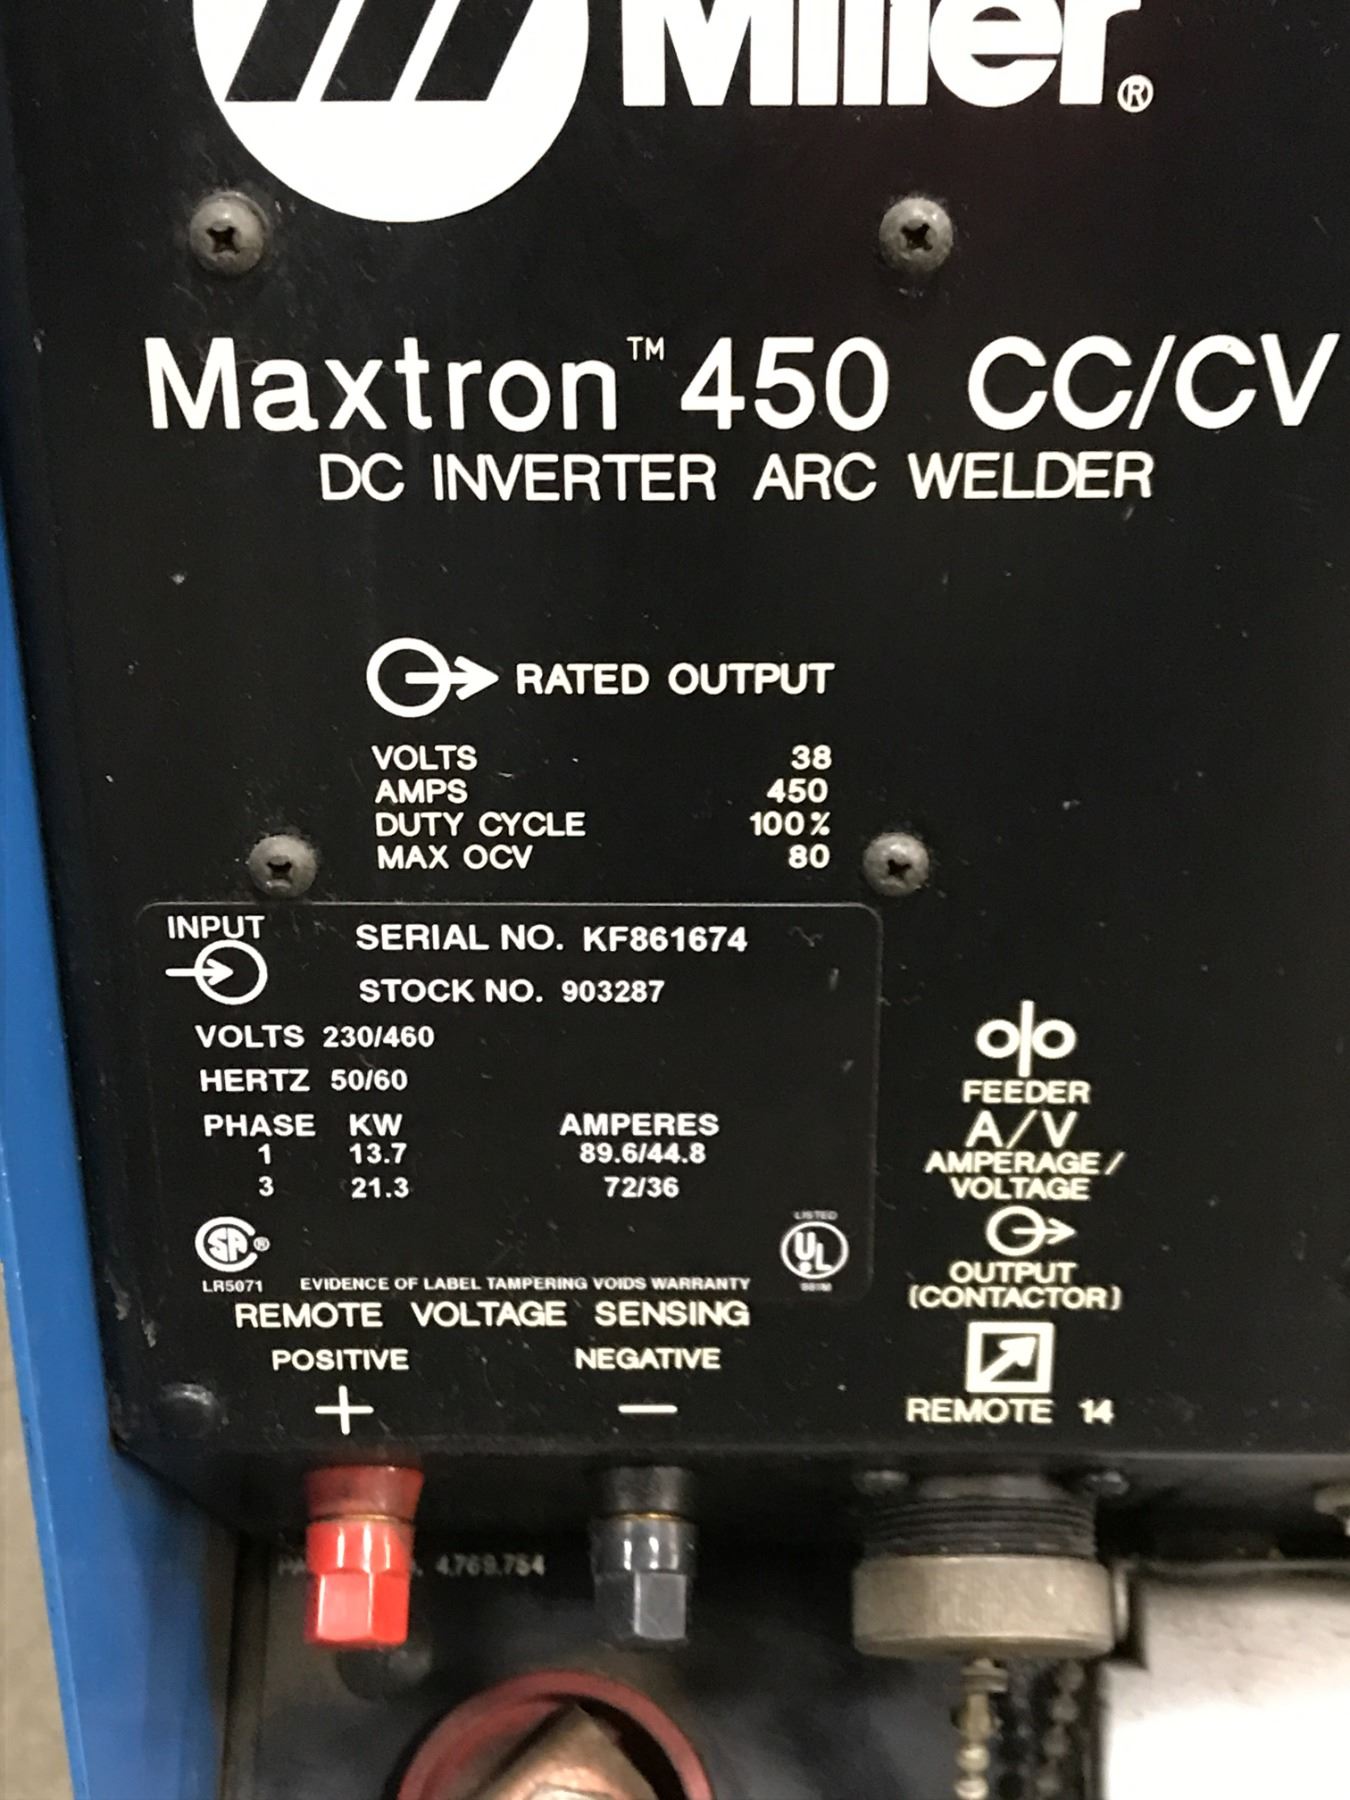 Miller®
Maxtron™ 450 CC/CV
DC INVERTER ARC WELDER
RATED OUTPUT
VOLTS 38
AMPS 450
DUTY CYCLE 100%
MAX OCV 80
INPUT
SERIAL NO. KF861674
STOCK NO. 903287
VOLTS 230/460
HERTZ 50/60
PHASE KW AMPERES
1 13.7 89.6/44.8
3 21.3 72/36
SA®
LR5071
EVIDENCE OF LABEL TAMPERING VOIDS WARRANTY
LISTED
UL
REMOTE VOLTAGE SENSING
POSITIVE NEGATIVE
+ −
FEEDER
A/V
AMPERAGE/
VOLTAGE
OUTPUT
(CONTACTOR)
REMOTE 14
4,769,754